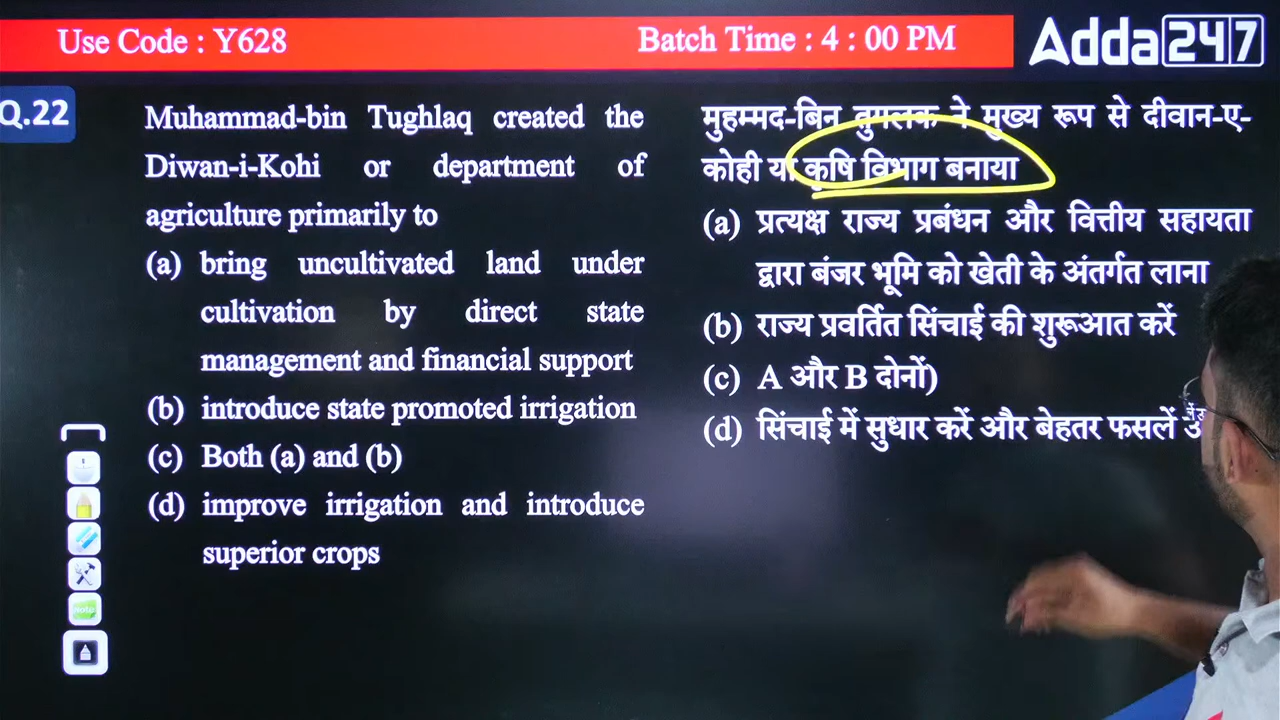 Use Code : Y628
Batch Time : 4 : 00 PM
Adda247
Q.22
Muhammad-bin Tughlaq created the
Diwan-i-Kohi or department of
agriculture primarily to
(a) bring uncultivated land under
cultivation by direct state
management and financial support
(b) introduce state promoted irrigation
(c) Both (a) and (b)
(d) improve irrigation and introduce
superior crops
मुहम्मद-बिन तुगलक ने मुख्य रूप से दीवान-ए-
कोही या कृषि विभाग बनाया
(a) प्रत्यक्ष राज्य प्रबंधन और वित्तीय सहायता
द्वारा बंजर भूमि को खेती के अंतर्गत लाना
(b) राज्य प्रवर्तित सिंचाई की शुरूआत करें
(c) A और B दोनों)
(d) सिंचाई में सुधार करें और बेहतर फसलें